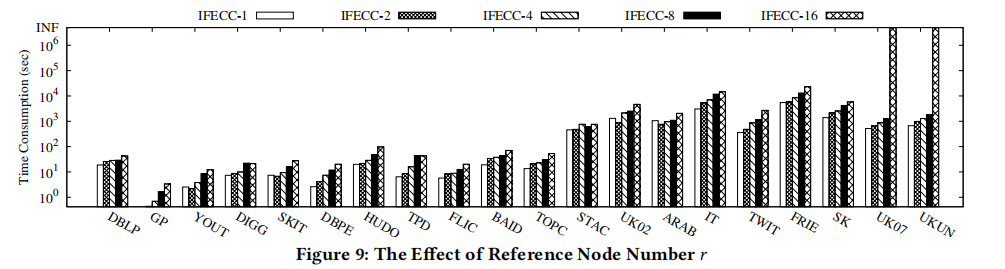 IFECC-1 IFECC-2 IFECC-4 IFECC-8 IFECC-16
INF
10^6
10^5
10^4
10^3
10^2
10^1
10^0
Time Consumption (sec)
DBLP GP YOUT DIGG SKIT DBPE HUDO TPD FLIC BAID TOPC STAC UK02 ARAB IT TWIT FRIE SK UK07 UKUN
Figure 9: The Effect of Reference Node Number r